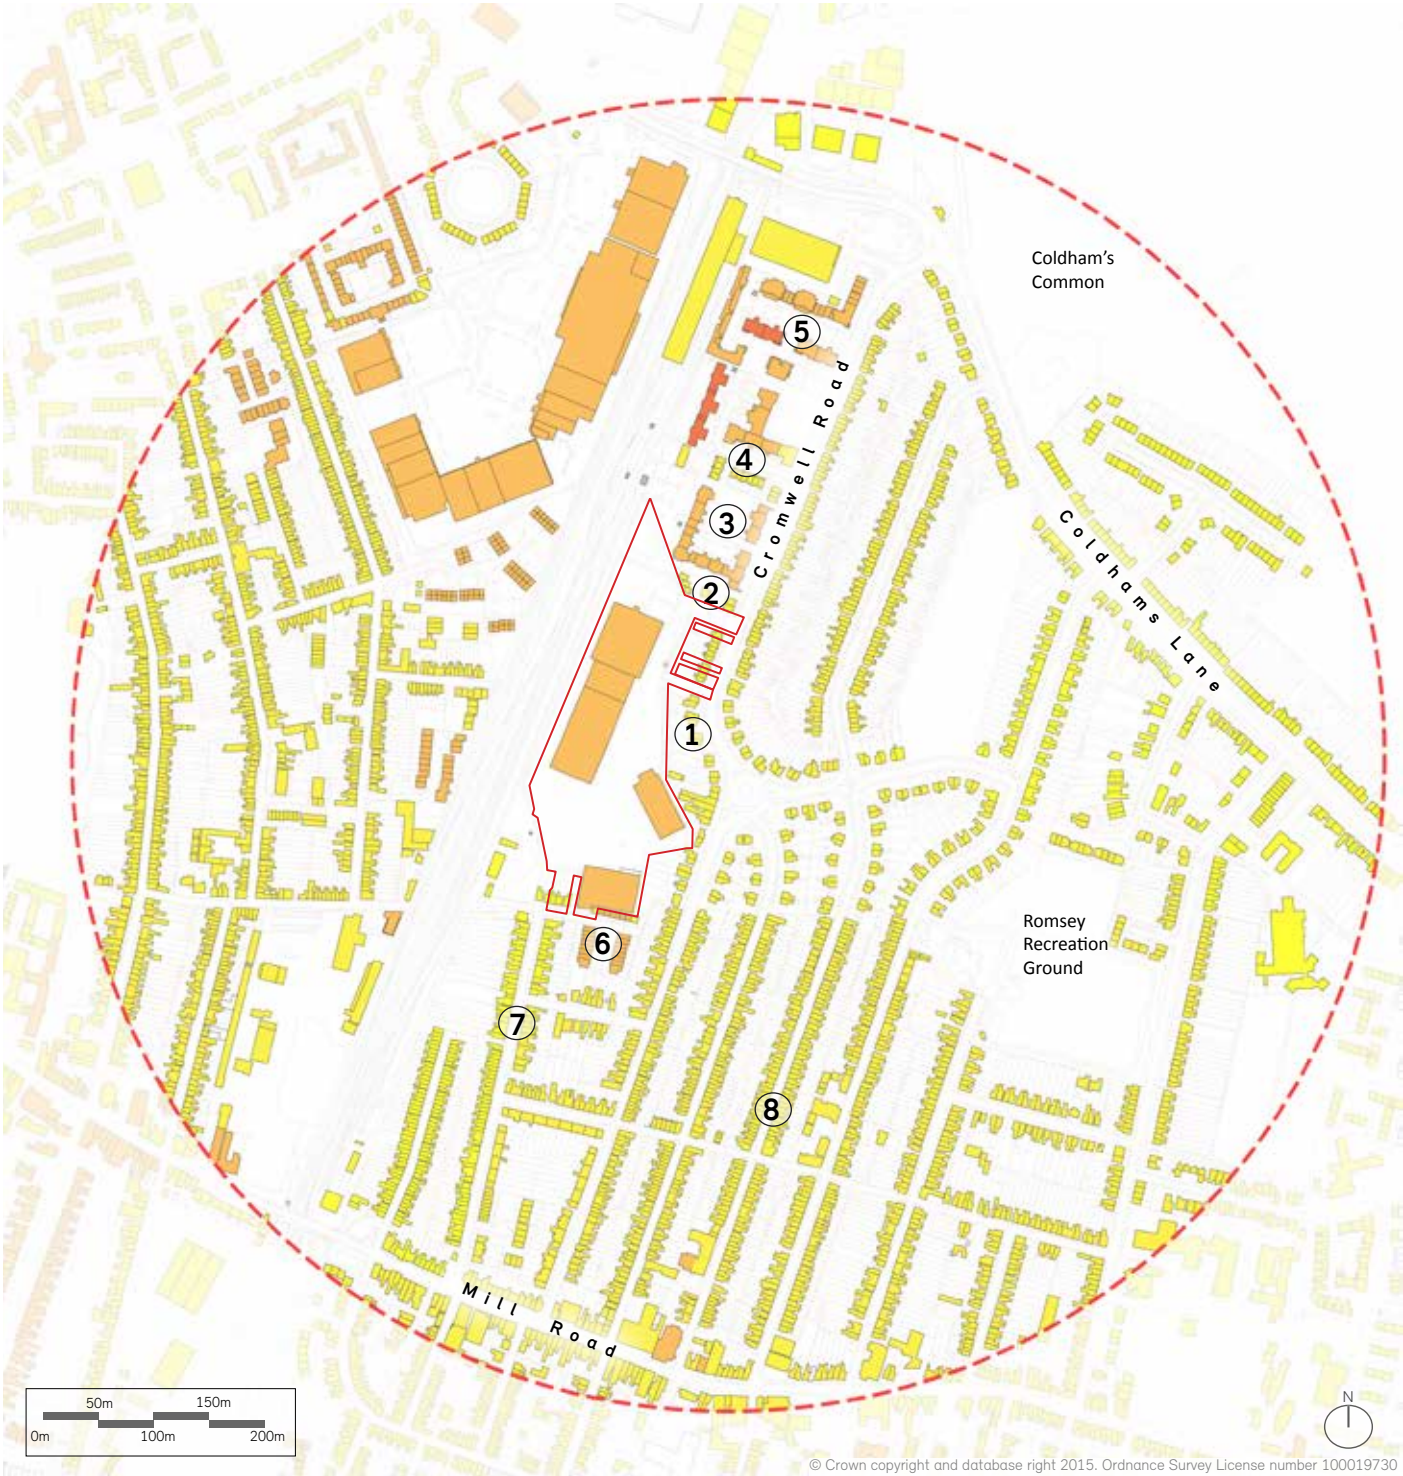 Coldham's
Common
5
Cromwell Road
4
3
Coldhams Lane
2
1
Romsey
Recreation
Ground
6
7
8
Mill Road
50m 150m
0m 100m 200m
N
© Crown copyright and database right 2015. Ordnance Survey License number 100019730